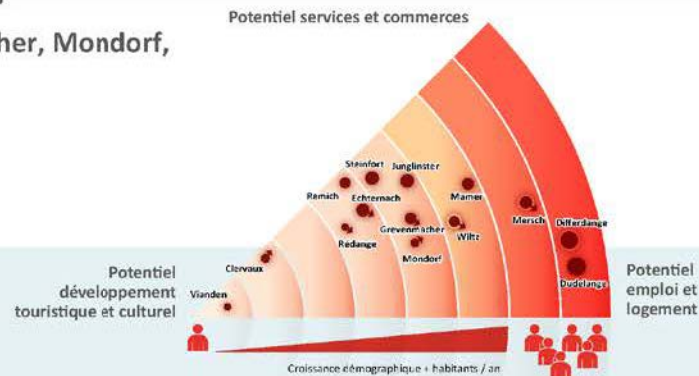 her, Mondorf,
Potentiel services et commerces
Steinfort
Junglinster
Remich
Echternach
Mamer
Mersch
Differdange
Grevenmacher
Wiltz
Rédange
Mondorf
Clervaux
Dudelange
Vianden
Potentiel
développement
touristique et culturel
Potentiel
emploi et
logement
Croissance démographique + habitants / an